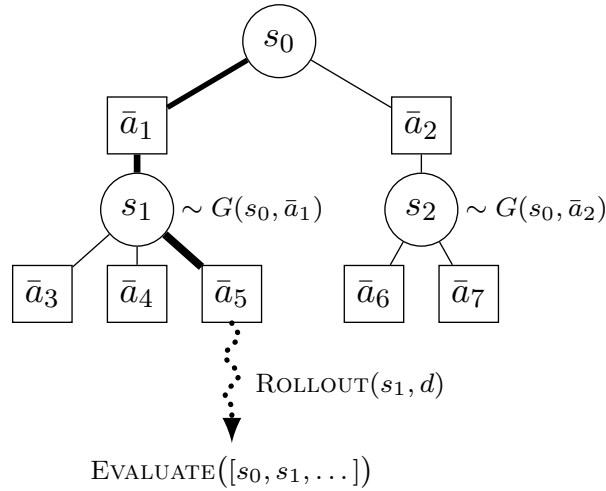 s₀
ā₁ ā₂
s₁ ∼ G(s₀, ā₁) s₂ ∼ G(s₀, ā₂)
ā₃ ā₄ ā₅ ā₆ ā₇
ROLLOUT(s₁, d)
EVALUATE([s₀, s₁, . . . ])